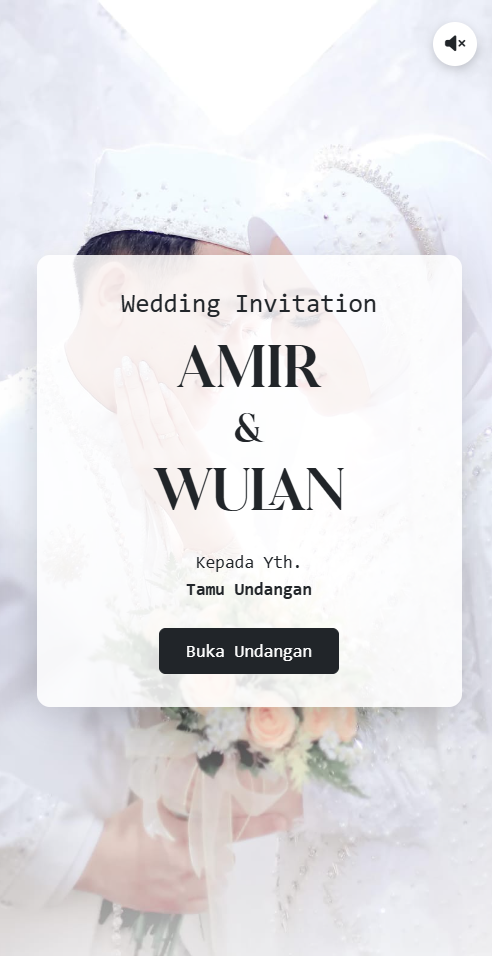 Wedding Invitation
AMIR
&
WULAN
Kepada Yth.
Tamu Undangan
Buka Undangan